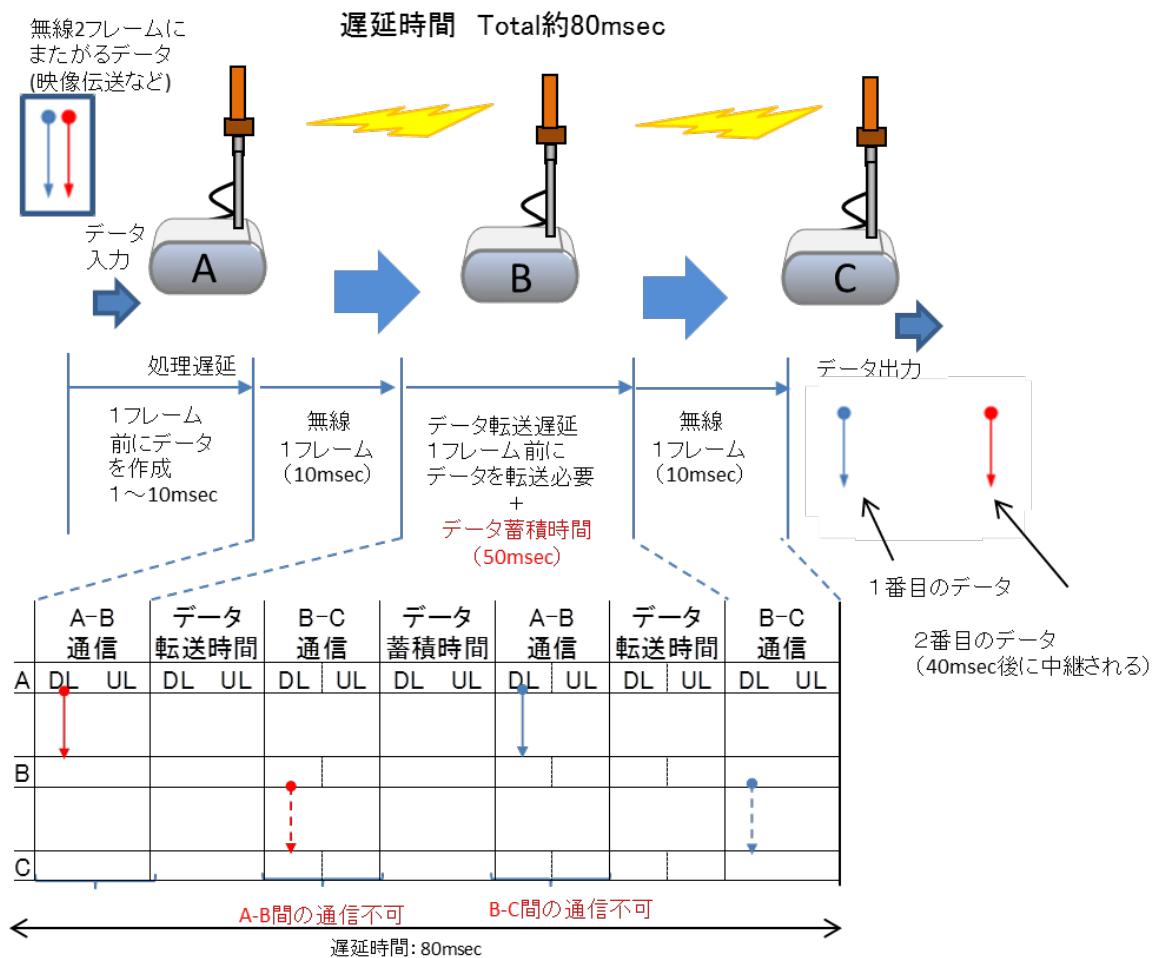 遅延時間 Total約80msec
無線2フレームに
またがるデータ
(映像伝送など)
データ
入力
A
B
C
処理遅延
1フレーム
前にデータ
を作成
1～10msec
無線
1フレーム
(10msec)
データ転送遅延
1フレーム前に
データを転送必要
+
データ蓄積時間
(50msec)
無線
1フレーム
(10msec)
データ出力
1番目のデータ
2番目のデータ
(40msec後に中継される)
A-B データ B-C データ A-B データ B-C
通信 転送時間 通信 蓄積時間 通信 転送時間 通信
A DL UL DL UL DL UL DL UL DL UL DL UL DL UL
B
C
A-B間の通信不可 B-C間の通信不可
遅延時間: 80msec